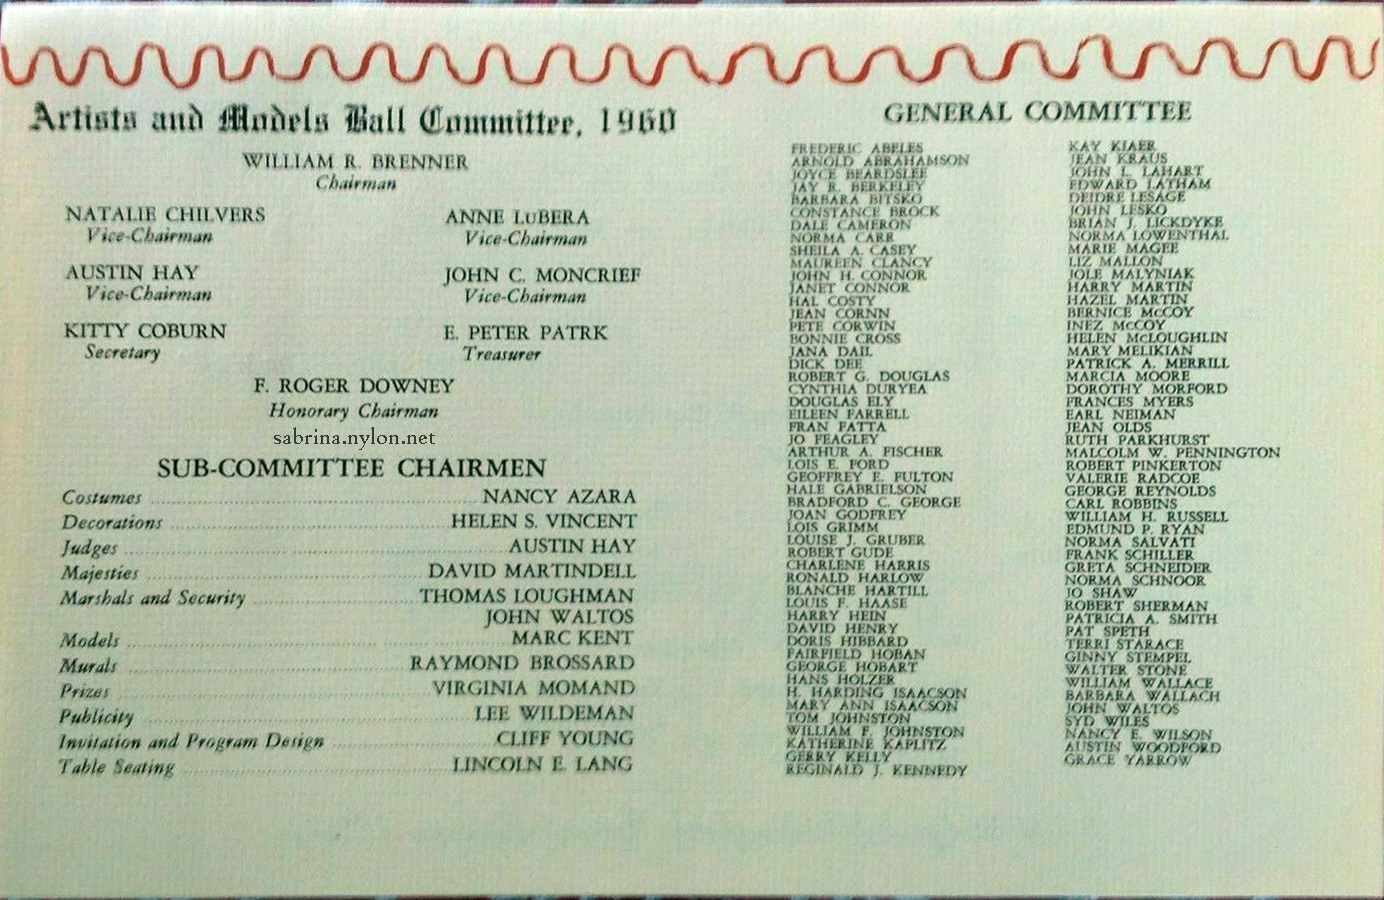 Artists and Models Ball Committee, 1960
WILLIAM R. BRENNER
Chairman
NATALIE CHILVERS
Vice-Chairman
ANNE LuBERA
Vice-Chairman
AUSTIN HAY
Vice-Chairman
JOHN C. MONCRIEF
Vice-Chairman
KITTY COBURN
Secretary
E. PETER PATRK
Treasurer
F. ROGER DOWNEY
Honorary Chairman
sabrina.nylon.net
SUB-COMMITTEE CHAIRMEN
Costumes NANCY AZARA
Decorations HELEN S. VINCENT
Judges AUSTIN HAY
Majesties DAVID MARTINDELL
Marshals and Security THOMAS LOUGHMAN
JOHN WALTOS
Models MARC KENT
Murals RAYMOND BROSSARD
Prizes VIRGINIA MOMAND
Publicity LEE WILDEMAN
Invitation and Program Design CLIFF YOUNG
Table Seating LINCOLN E. LANG
GENERAL COMMITTEE
FREDERIC ABELES
ARNOLD ABRAHAMSON
JOYCE BEARDSLEE
JAY R. BERKELEY
BARBARA BITSKO
CONSTANCE BROCK
DALE CAMERON
NORMA CARR
SHEILA A. CASEY
MAUREEN CLANCY
JOHN H. CONNOR
JANET CONNOR
HAL COSTY
JEAN CORNN
PETE CORWIN
BONNIE CROSS
JANA DAIL
DICK DEE
ROBERT G. DOUGLAS
CYNTHIA DURYEA
DOUGLAS ELY
EILEEN FARRELL
FRAN FATTA
JO FEAGLEY
ARTHUR A. FISCHER
LOIS E. FORD
GEOFFREY E. FULTON
HALE GABRIELSON
BRADFORD C. GEORGE
JOAN GODFREY
LOIS GRIMM
LOUISE J. GRUBER
ROBERT GUDE
CHARLENE HARRIS
RONALD HARLOW
BLANCHE HARTILL
LOUIS F. HAASE
HARRY HEIN
DAVID HENRY
DORIS HIBBARD
FAIRFIELD HOBAN
GEORGE HOBART
HANS HOLZER
H. HARDING ISAACSON
MARY ANN ISAACSON
TOM JOHNSTON
WILLIAM F. JOHNSTON
KATHERINE KAPLITZ
GERRY KELLY
REGINALD J. KENNEDY
KAY KJAER
JEAN KRAUS
JOHN L. LAHART
EDWARD LATHAM
DEIDRE LESAGE
JOHN LESKO
BRIAN J. LICKDYKE
NORMA LOWENTHAL
MARIE MAGEE
LIZ MALLON
JOLE MALYNIAK
HARRY MARTIN
HAZEL MARTIN
BERNICE McCOY
INEZ McCOY
HELEN McLOUGHLIN
MARY MELIKIAN
PATRICK A. MERRILL
MARCIA MOORE
DOROTHY MORFORD
FRANCES MYERS
EARL NEIMAN
JEAN OLDS
RUTH PARKHURST
MALCOLM W. PENNINGTON
ROBERT PINKERTON
VALERIE RADCOE
GEORGE REYNOLDS
CARL ROBBINS
WILLIAM H. RUSSELL
EDMUND P. RYAN
NORMA SALVATI
FRANK SCHILLER
GRETA SCHNEIDER
NORMA SCHNOOR
JO SHAW
ROBERT SHERMAN
PATRICIA A. SMITH
PAT SPETH
TERRI STARACE
GINNY STEMPEL
WALTER STONE
WILLIAM WALLACE
BARBARA WALLACH
JOHN WALTOS
SYD WILES
NANCY E. WILSON
AUSTIN WOODFORD
GRACE YARROW